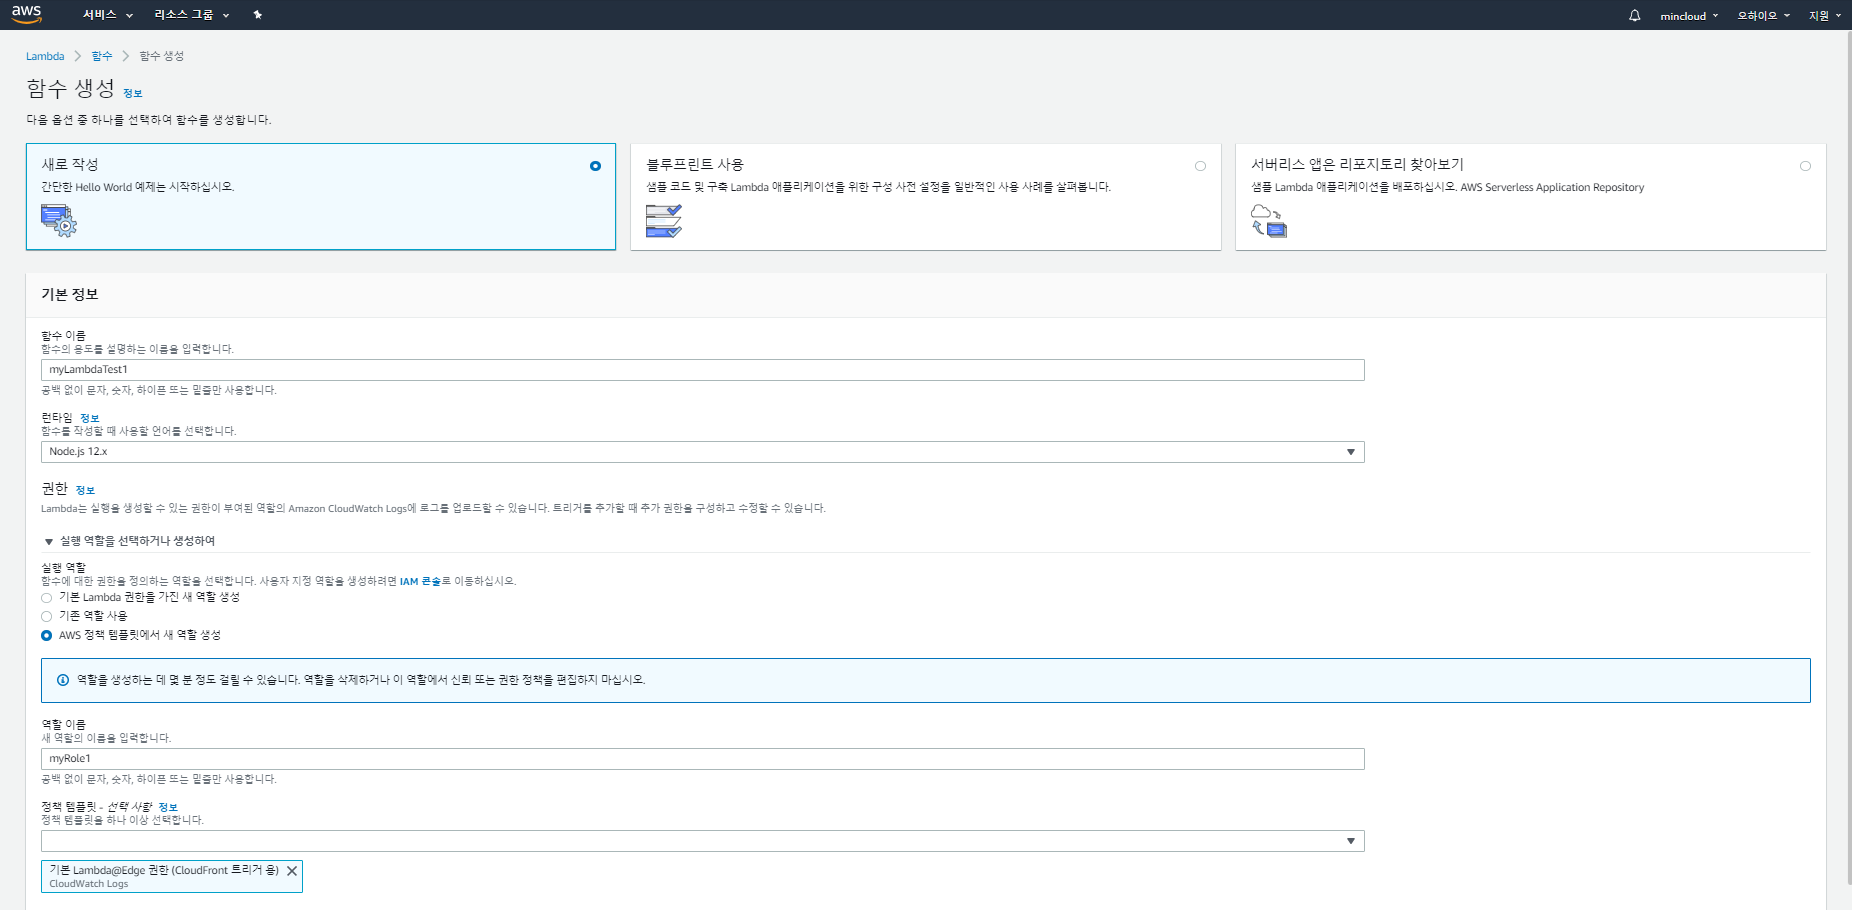 aws 서비스 리소스 그룹 mincloud 오하이오 지원
Lambda 함수 함수 생성
함수 생성 정보
다음 옵션 중 하나를 선택하여 함수를 생성합니다.
새로 작성
간단한 Hello World 예제는 시작하십시오.
블루프린트 사용
샘플 코드 및 구축 Lambda 애플리케이션을 위한 구성 사전 설정을 일반적인 사용 사례를 살펴봅니다.
서버리스 앱은 리포지토리 찾아보기
샘플 Lambda 애플리케이션을 배포하십시오. AWS Serverless Application Repository
기본 정보
함수 이름
함수의 용도를 설명하는 이름을 입력합니다.
myLambdaTest1
공백 없이 문자, 숫자, 하이픈 또는 밑줄만 사용합니다.
런타임 정보
함수를 작성할 때 사용할 언어를 선택합니다.
Node.js 12.x
권한 정보
Lambda는 실행을 생성할 수 있는 권한이 부여된 역할의 Amazon CloudWatch Logs에 로그를 업로드할 수 있습니다. 트리거를 추가할 때 추가 권한을 구성하고 수정할 수 있습니다.
실행 역할을 선택하거나 생성하여
실행 역할
함수에 대한 권한을 정의하는 역할을 선택합니다. 사용자 지정 역할을 생성하려면 IAM 콘솔로 이동하십시오.
기본 Lambda 권한을 가진 새 역할 생성
기존 역할 사용
AWS 정책 템플릿에서 새 역할 생성
역할을 생성하는 데 몇 분 정도 걸릴 수 있습니다. 역할을 삭제하거나 이 역할에서 신뢰 또는 권한 정책을 편집하지 마십시오.
역할 이름
새 역할의 이름을 입력합니다.
myRole1
공백 없이 문자, 숫자, 하이픈 또는 밑줄만 사용합니다.
정책 템플릿 - 선택 사항 정보
정책 템플릿을 하나 이상 선택합니다.
기본 Lambda@Edge 권한 (CloudFront 트리거 용)
CloudWatch Logs